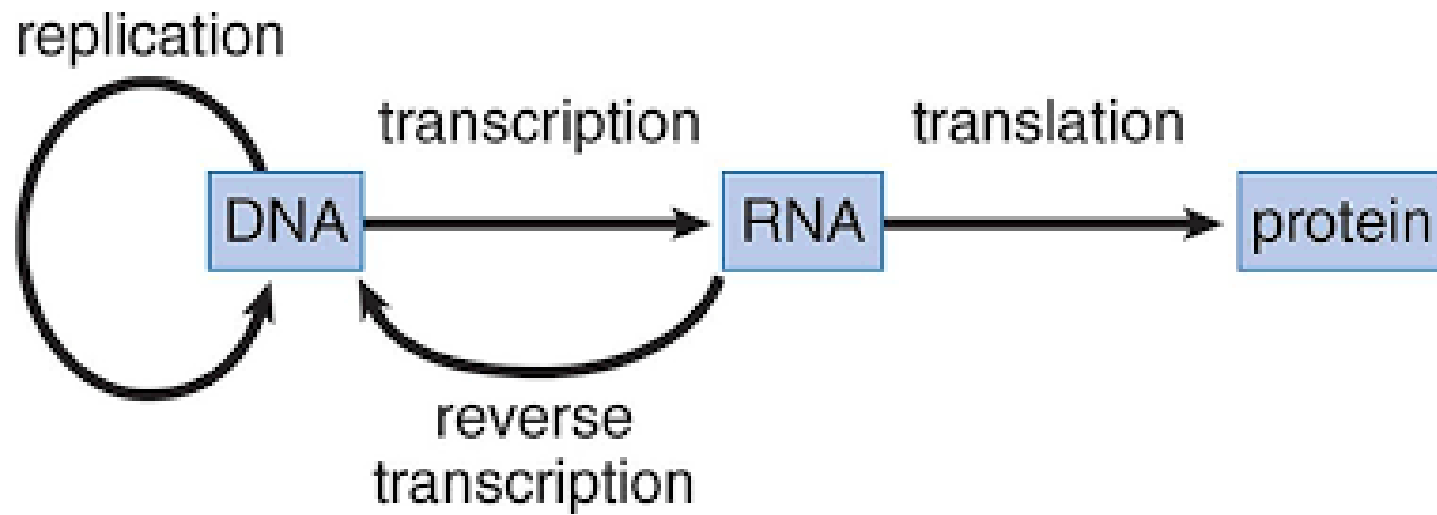 replication
transcription
translation
DNA
RNA
protein
reverse
transcription